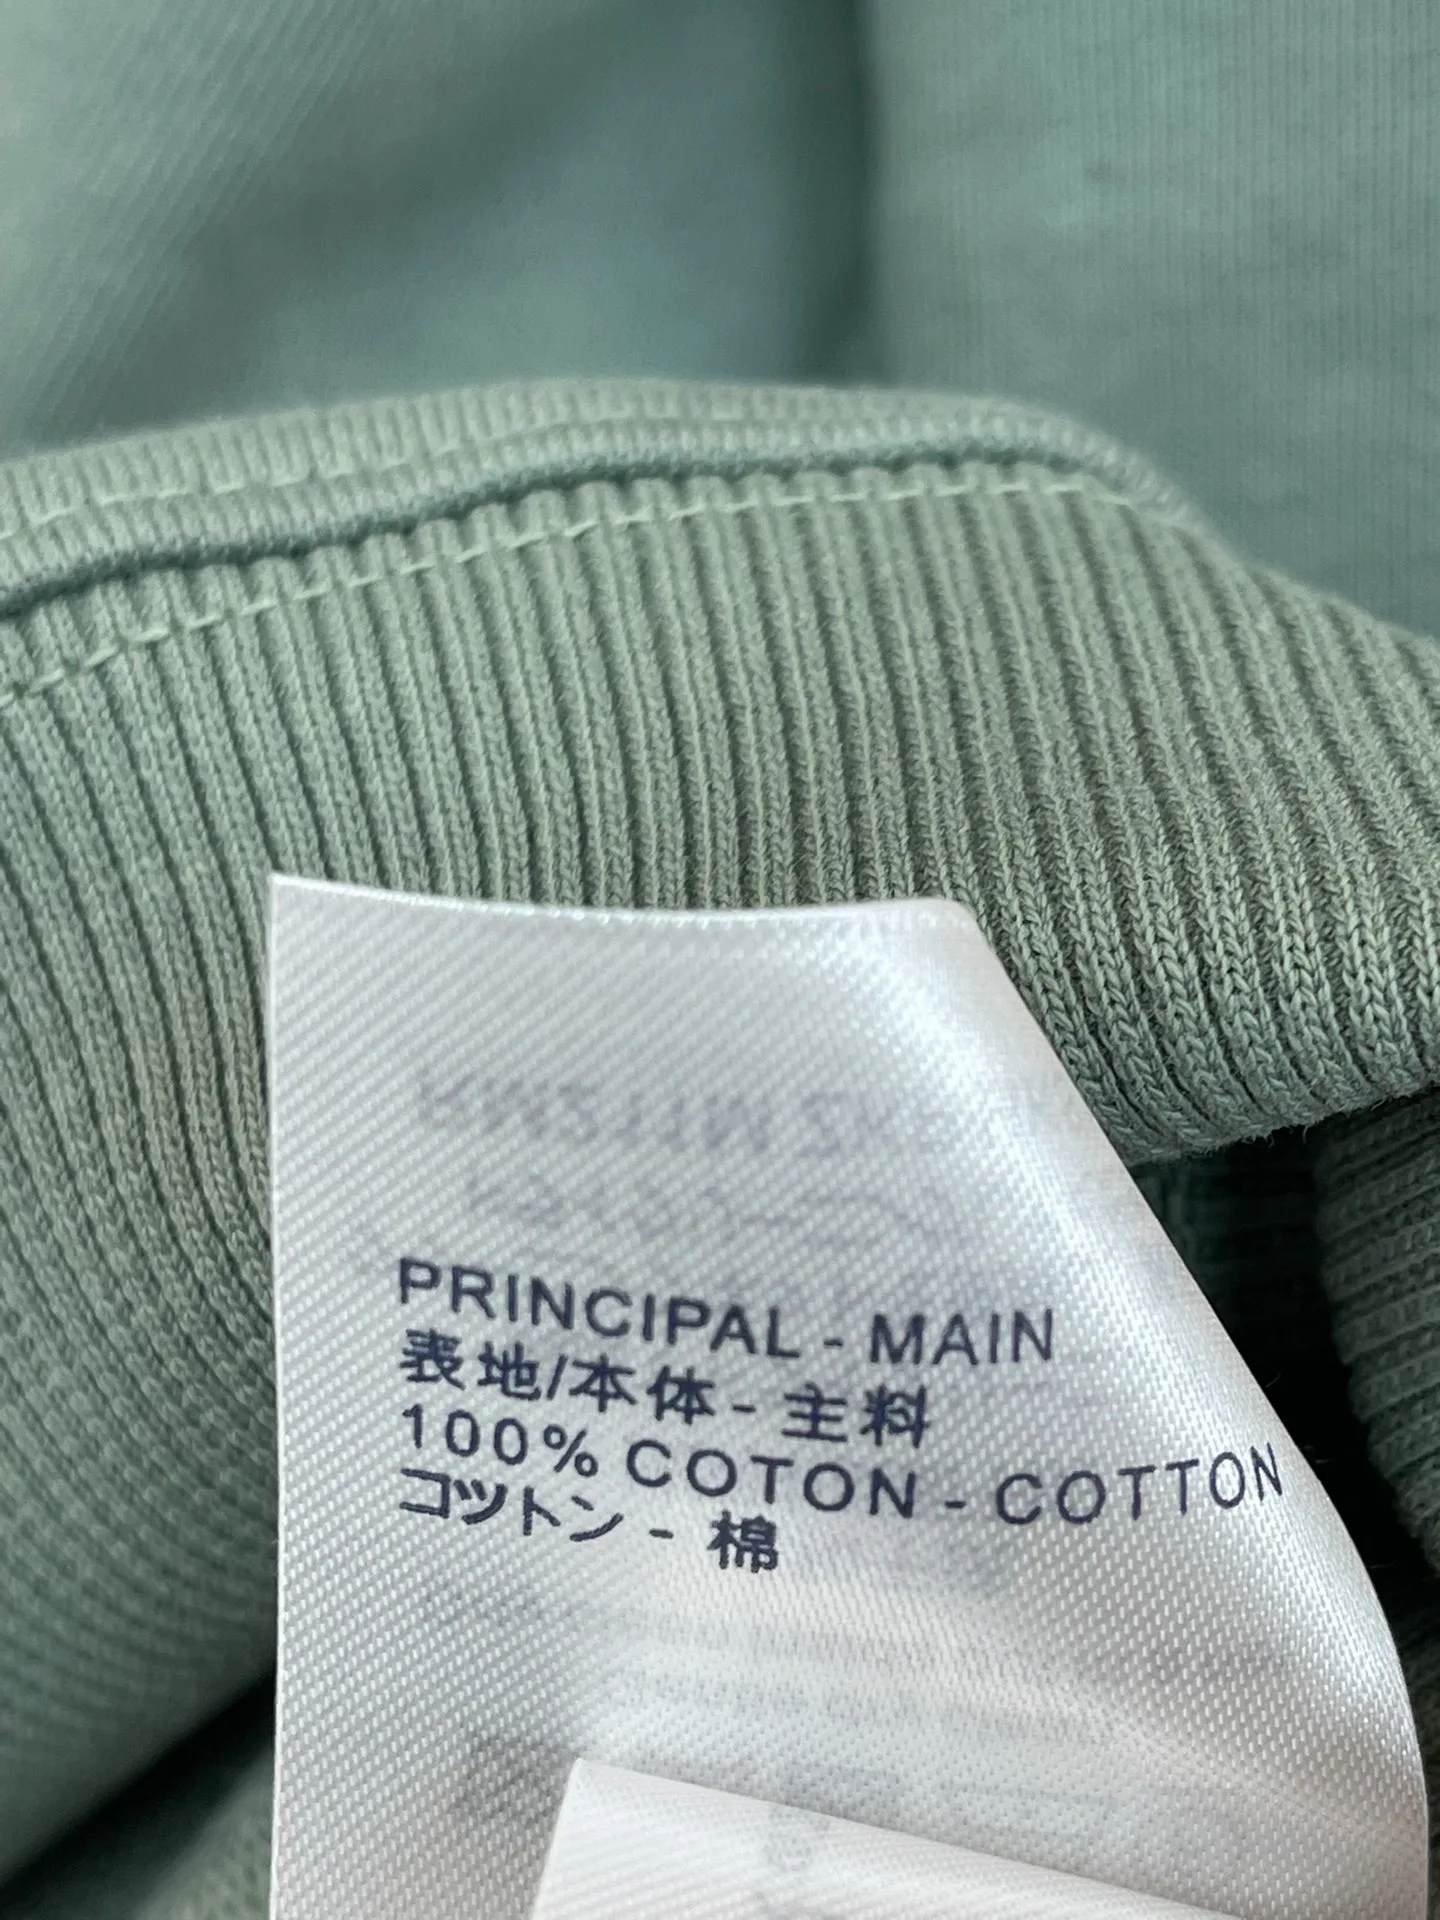 PRINCIPAL - MAIN
表地/本体 - 主料
100% COTON - COTTON
コットン - 棉